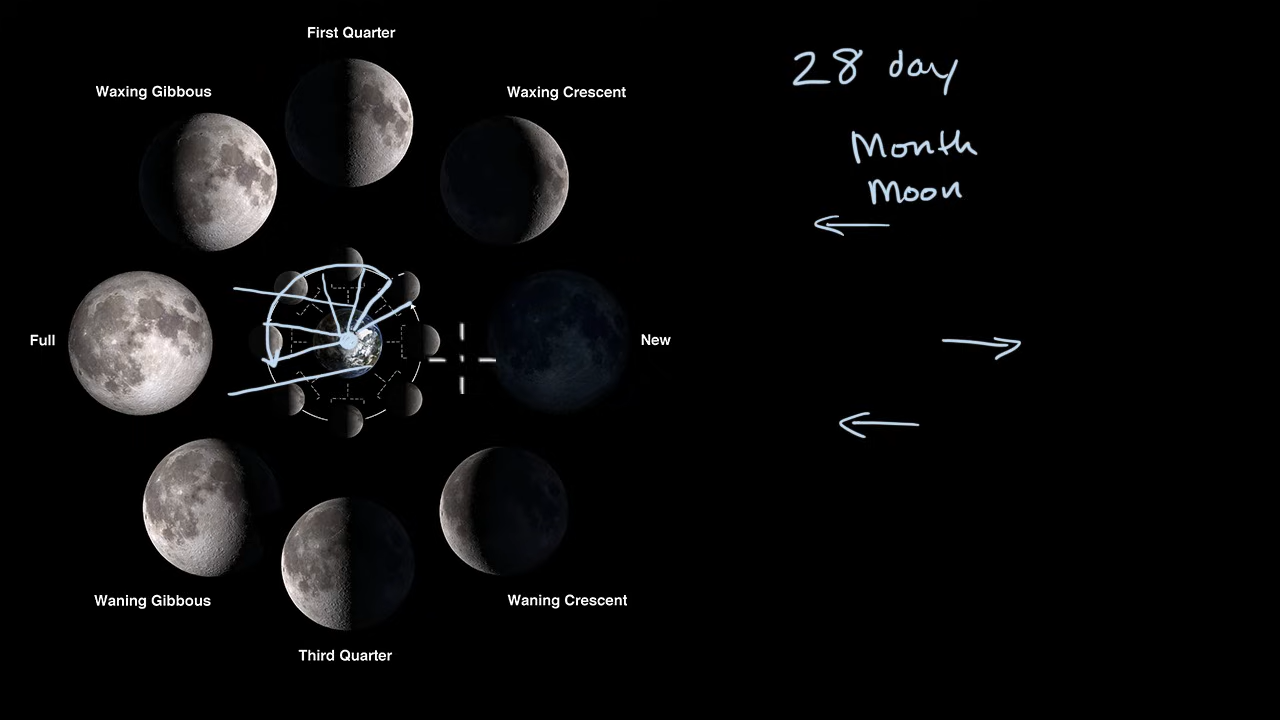 First Quarter
Waxing Gibbous
Waxing Crescent
Full
New
Waning Gibbous
Waning Crescent
Third Quarter
28 day
Month
Moon